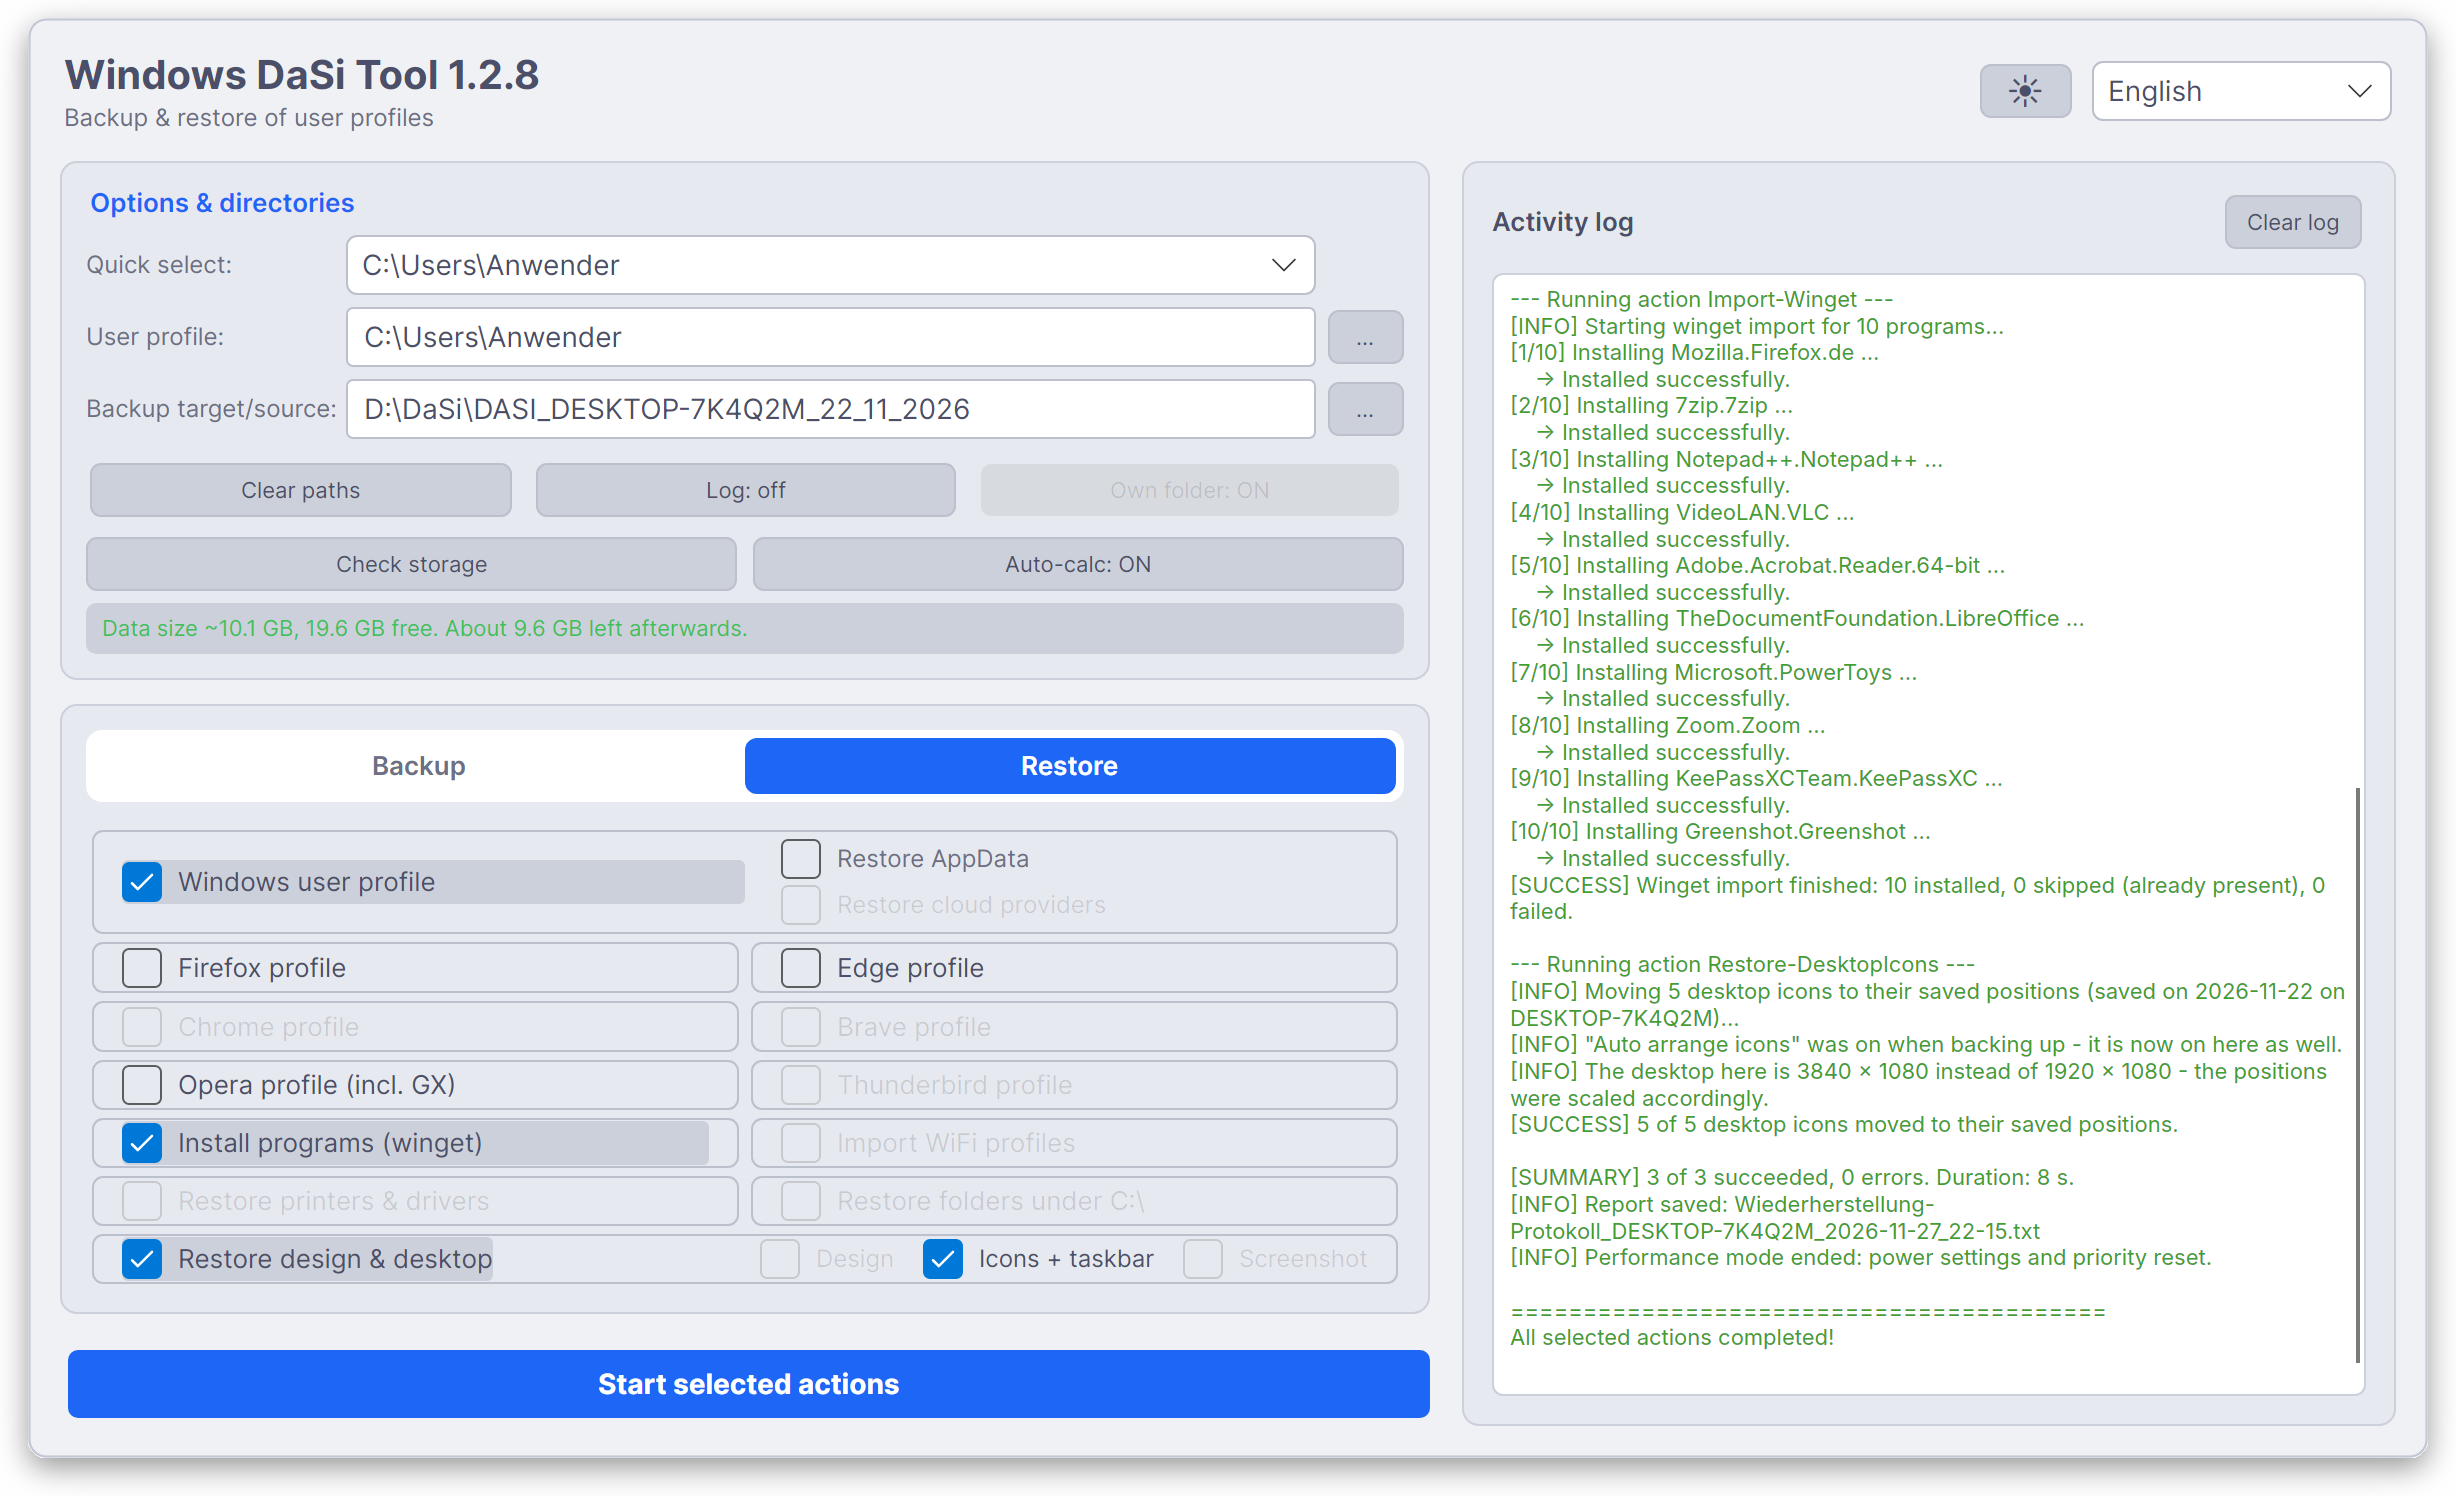 Windows DaSi Tool 1.2.8
Backup & restore of user profiles
English
Options & directories
Quick select:
C:\Users\Anwender
User profile:
C:\Users\Anwender
...
Backup target/source:
D:\DaSi\DASI_DESKTOP-7K4Q2M_22_11_2026
...
Clear paths
Log: off
Own folder: ON
Check storage
Auto-calc: ON
Data size ~10.1 GB, 19.6 GB free. About 9.6 GB left afterwards.
Backup
Restore
Windows user profile
Restore AppData
Restore cloud providers
Firefox profile
Edge profile
Chrome profile
Brave profile
Opera profile (incl. GX)
Thunderbird profile
Install programs (winget)
Import WiFi profiles
Restore printers & drivers
Restore folders under C:\
Restore design & desktop
Design
Icons + taskbar
Screenshot
Start selected actions
Activity log
Clear log
--- Running action Import-Winget ---
[INFO] Starting winget import for 10 programs...
[1/10] Installing Mozilla.Firefox.de ...
→ Installed successfully.
[2/10] Installing 7zip.7zip ...
→ Installed successfully.
[3/10] Installing Notepad++.Notepad++ ...
→ Installed successfully.
[4/10] Installing VideoLAN.VLC ...
→ Installed successfully.
[5/10] Installing Adobe.Acrobat.Reader.64-bit ...
→ Installed successfully.
[6/10] Installing TheDocumentFoundation.LibreOffice ...
→ Installed successfully.
[7/10] Installing Microsoft.PowerToys ...
→ Installed successfully.
[8/10] Installing Zoom.Zoom ...
→ Installed successfully.
[9/10] Installing KeePassXCTeam.KeePassXC ...
→ Installed successfully.
[10/10] Installing Greenshot.Greenshot ...
→ Installed successfully.
[SUCCESS] Winget import finished: 10 installed, 0 skipped (already present), 0
failed.
--- Running action Restore-DesktopIcons ---
[INFO] Moving 5 desktop icons to their saved positions (saved on 2026-11-22 on
DESKTOP-7K4Q2M)...
[INFO] "Auto arrange icons" was on when backing up - it is now on here as well.
[INFO] The desktop here is 3840 × 1080 instead of 1920 × 1080 - the positions
were scaled accordingly.
[SUCCESS] 5 of 5 desktop icons moved to their saved positions.
[SUMMARY] 3 of 3 succeeded, 0 errors. Duration: 8 s.
[INFO] Report saved: Wiederherstellung-
Protokoll_DESKTOP-7K4Q2M_2026-11-27_22-15.txt
[INFO] Performance mode ended: power settings and priority reset.
=========================================
All selected actions completed!